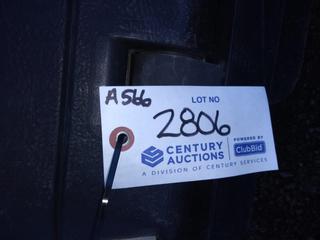 A566
LOT NO
2806
CENTURY AUCTIONS
POWERED BY
ClubBid
A DIVISION OF CENTURY SERVICES